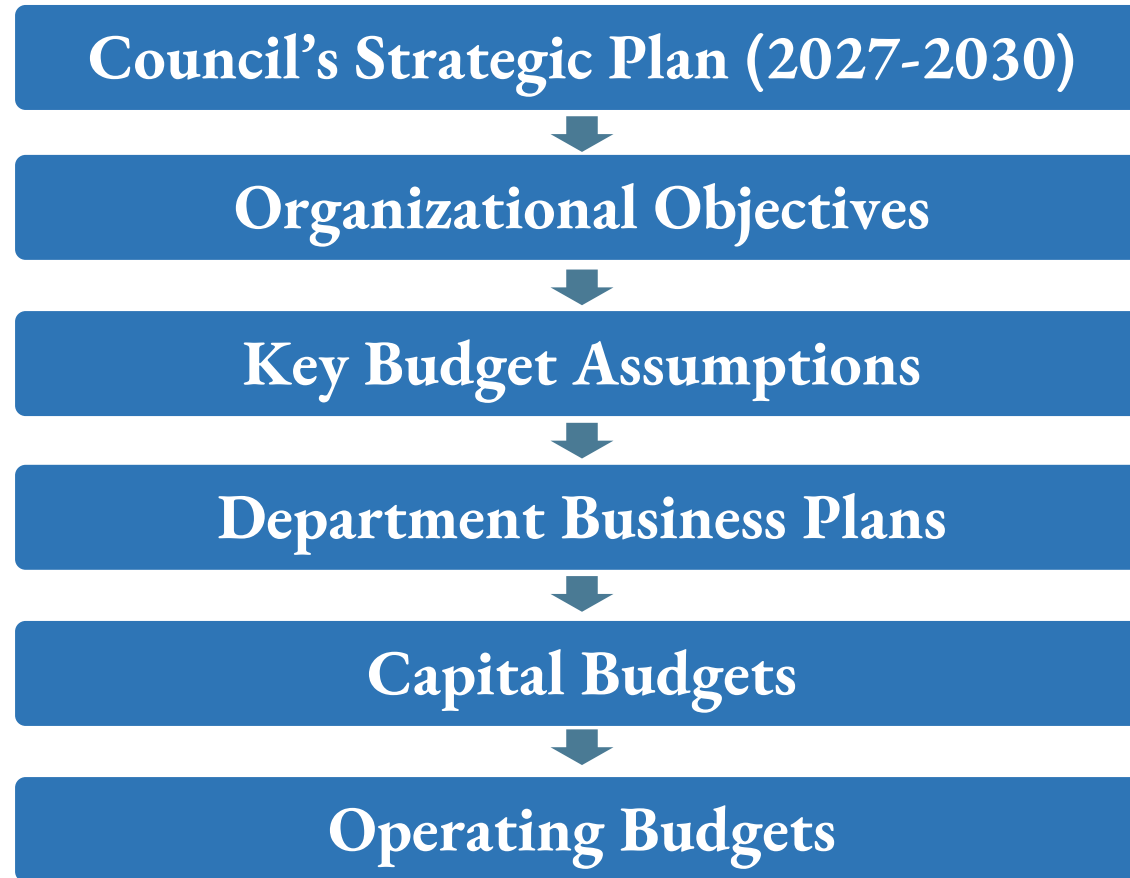 Council’s Strategic Plan (2027-2030)
Organizational Objectives
Key Budget Assumptions
Department Business Plans
Capital Budgets
Operating Budgets